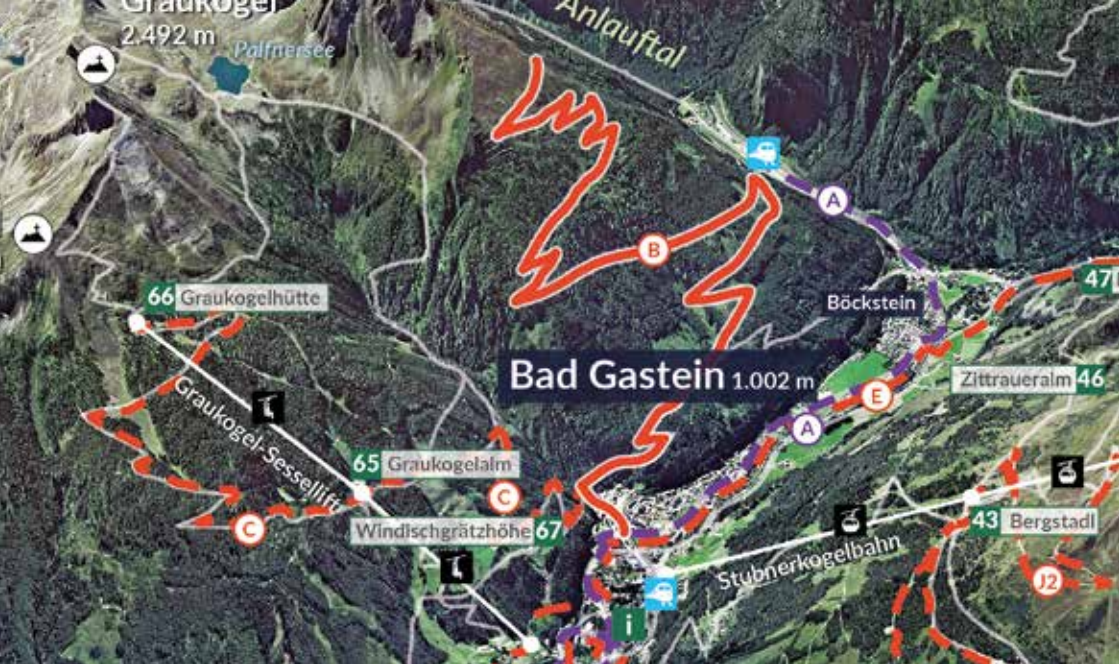 Graukogel
2.492 m
Palfnersee
Anlauftal
A
B
Böckstein
47
66 Graukogelhütte
Bad Gastein 1.002 m
Zittraueralm 46
E
A
Graukogel-Sessellift
65 Graukogelalm
C
C
Windischgrätzhöhe 67
43 Bergstadl
Stubnerkogelbahn
J2
i